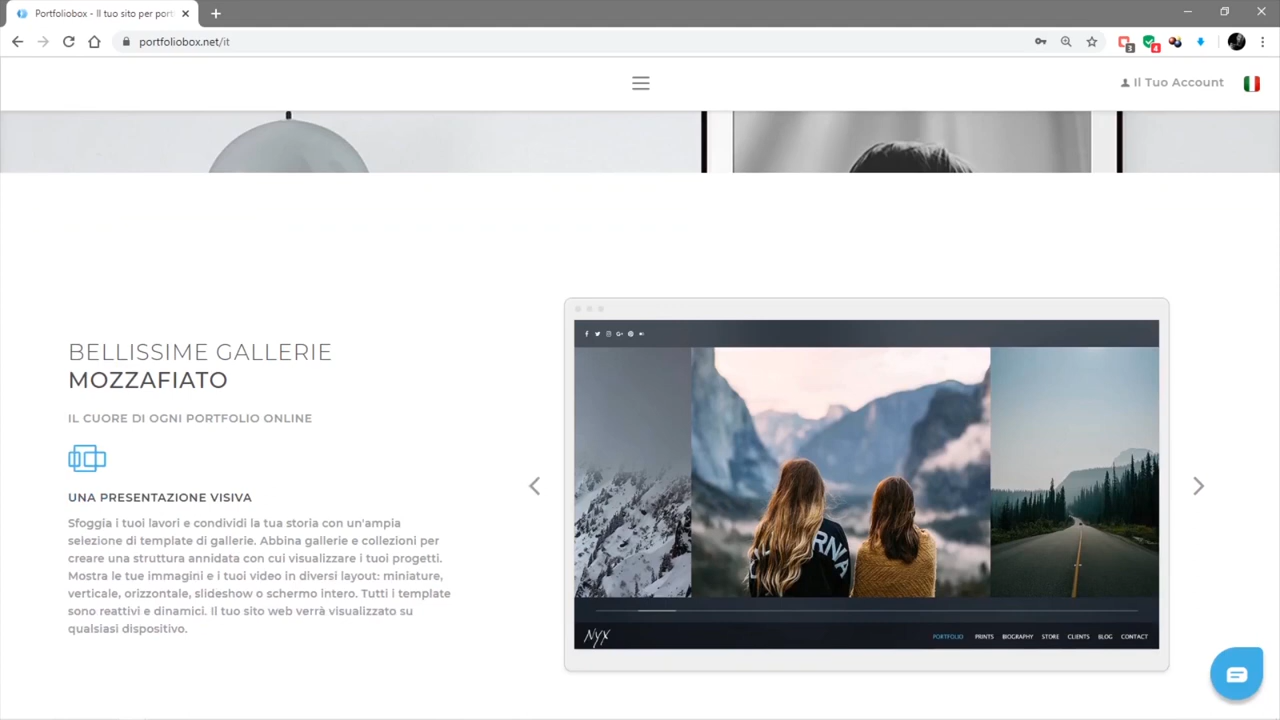 Portfoliobox - Il tuo sito per port
portfoliobox.net/it
3
4
Il Tuo Account
BELLISSIME GALLERIE
MOZZAFIATO
IL CUORE DI OGNI PORTFOLIO ONLINE
UNA PRESENTAZIONE VISIVA
Sfoggia i tuoi lavori e condividi la tua storia con un'ampia
selezione di template di gallerie. Abbina gallerie e collezioni per
creare una struttura annidata con cui visualizzare i tuoi progetti.
Mostra le tue immagini e i tuoi video in diversi layout: miniature,
verticale, orizzontale, slideshow o schermo intero. Tutti i template
sono reattivi e dinamici. Il tuo sito web verrà visualizzato su
qualsiasi dispositivo.
NYX
PORTFOLIO PRINTS BIOGRAPHY STORE CLIENTS BLOG CONTACT